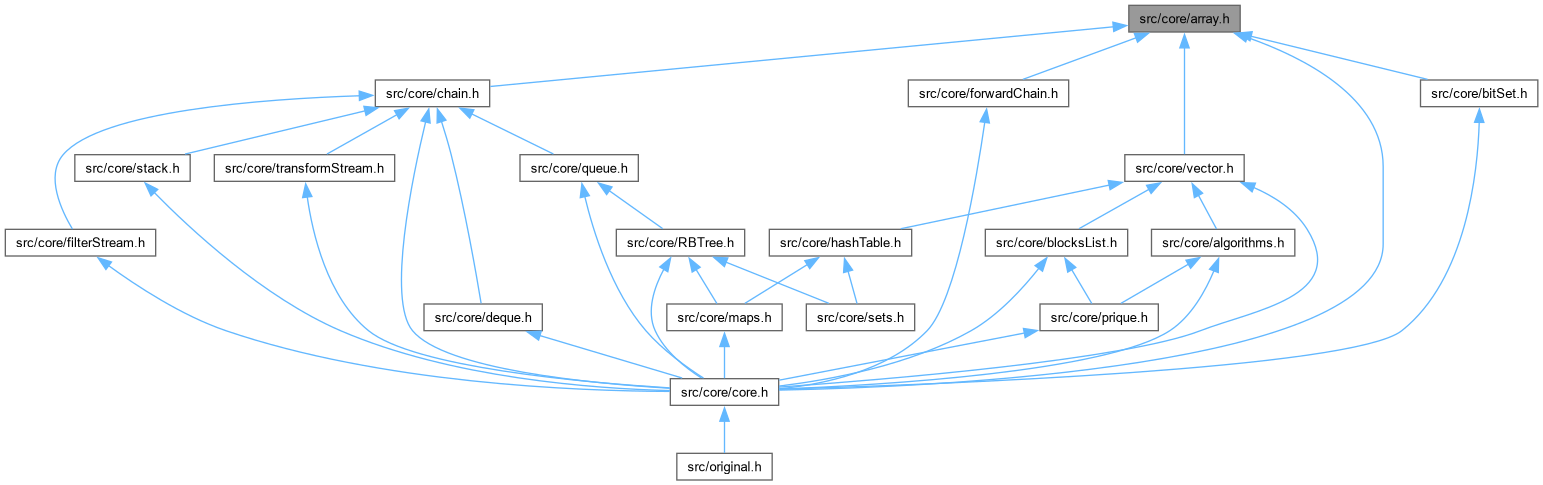 src/core/array.h
src/core/chain.h
src/core/forwardChain.h
src/core/bitSet.h
src/core/stack.h
src/core/transformStream.h
src/core/queue.h
src/core/vector.h
src/core/filterStream.h
src/core/RBTree.h
src/core/hashTable.h
src/core/blocksList.h
src/core/algorithms.h
src/core/deque.h
src/core/maps.h
src/core/sets.h
src/core/prique.h
src/core/core.h
src/original.h